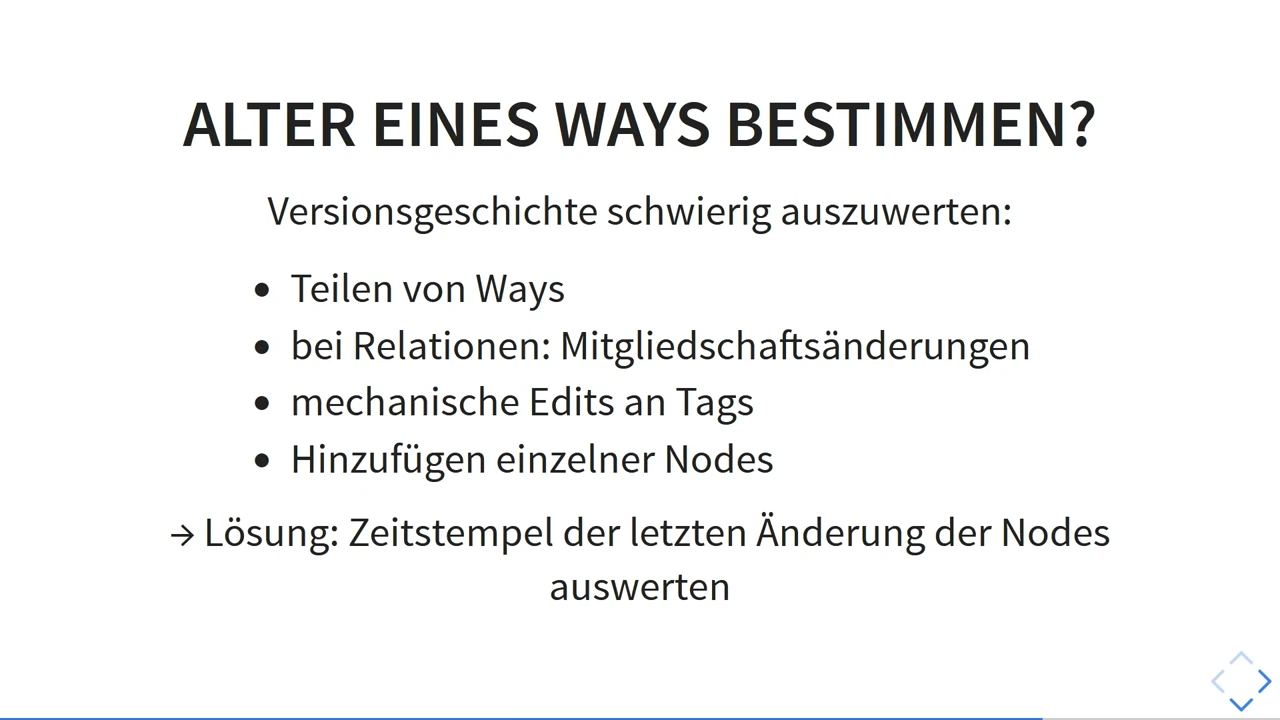 ALTER EINES WAYS BESTIMMEN?
Versionsgeschichte schwierig auszuwerten:
• Teilen von Ways
• bei Relationen: Mitgliedschaftsänderungen
• mechanische Edits an Tags
• Hinzufügen einzelner Nodes
→ Lösung: Zeitstempel der letzten Änderung der Nodes
auswerten